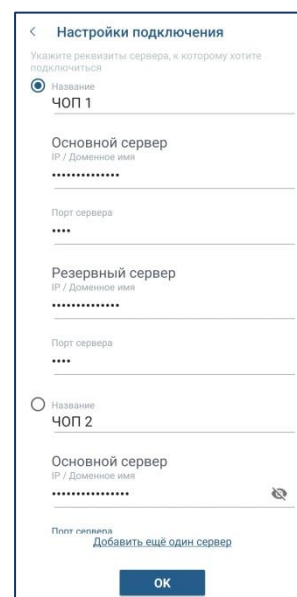 Настройки подключения
Укажите реквизиты сервера, к которому хотите
подключиться
Название
ЧОП 1
Основной сервер
IP / Доменное имя
••••••••••••••
Порт сервера
••••
Резервный сервер
IP / Доменное имя
••••••••••••••
Порт сервера
••••
Название
ЧОП 2
Основной сервер
IP / Доменное имя
••••••••••••••••
Порт сервера
Добавить ещё один сервер
ОК